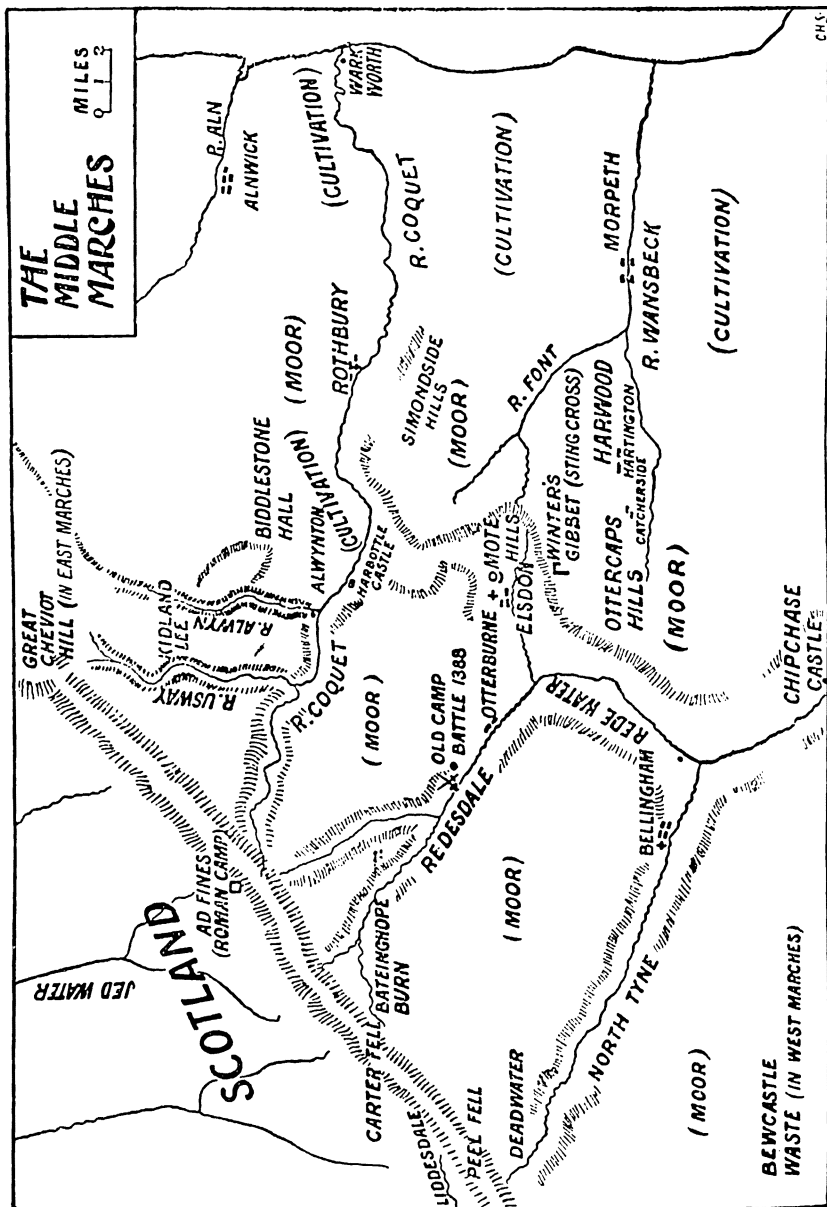 THE
MIDDLE
MARCHES
MILES
0 1 2
GREAT
CHEVIOT
HILL (IN EAST MARCHES)
R. ALN
ALNWICK
(CULTIVATION)
WARK
WORTH
R. COQUET
BIDDLESTONE
HALL
(MOOR)
ROTHBURY
KIDLAND
LEE
R. ALWYN
R. USWAY
ALWYNTON
(CULTIVATION)
HARBOTTLE
CASTLE
R. COQUET
SIMONDSIDE
HILLS
(MOOR)
(CULTIVATION)
SCOTLAND
JED WATER
AD FINES
(ROMAN CAMP)
(MOOR)
OLD CAMP
BATTLE 1388
OTTERBURNE
MOTE
HILLS
ELSDON
R. FONT
WINTER'S
GIBBET (STING CROSS)
HARWOOD
HARTINGTON
CATCHERSIDE
OTTERCAPS
HILLS
(MOOR)
MORPETH
R. WANSBECK
(CULTIVATION)
CARTER FELL
BATEINGHOPE
BURN
REDESDALE
REDE WATER
LIDDESDALE
PEEL FELL
DEADWATER
(MOOR)
BELLINGHAM
NORTH TYNE
CHIPCHASE
CASTLE
(MOOR)
BEWCASTLE
WASTE (IN WEST MARCHES)
CHS.